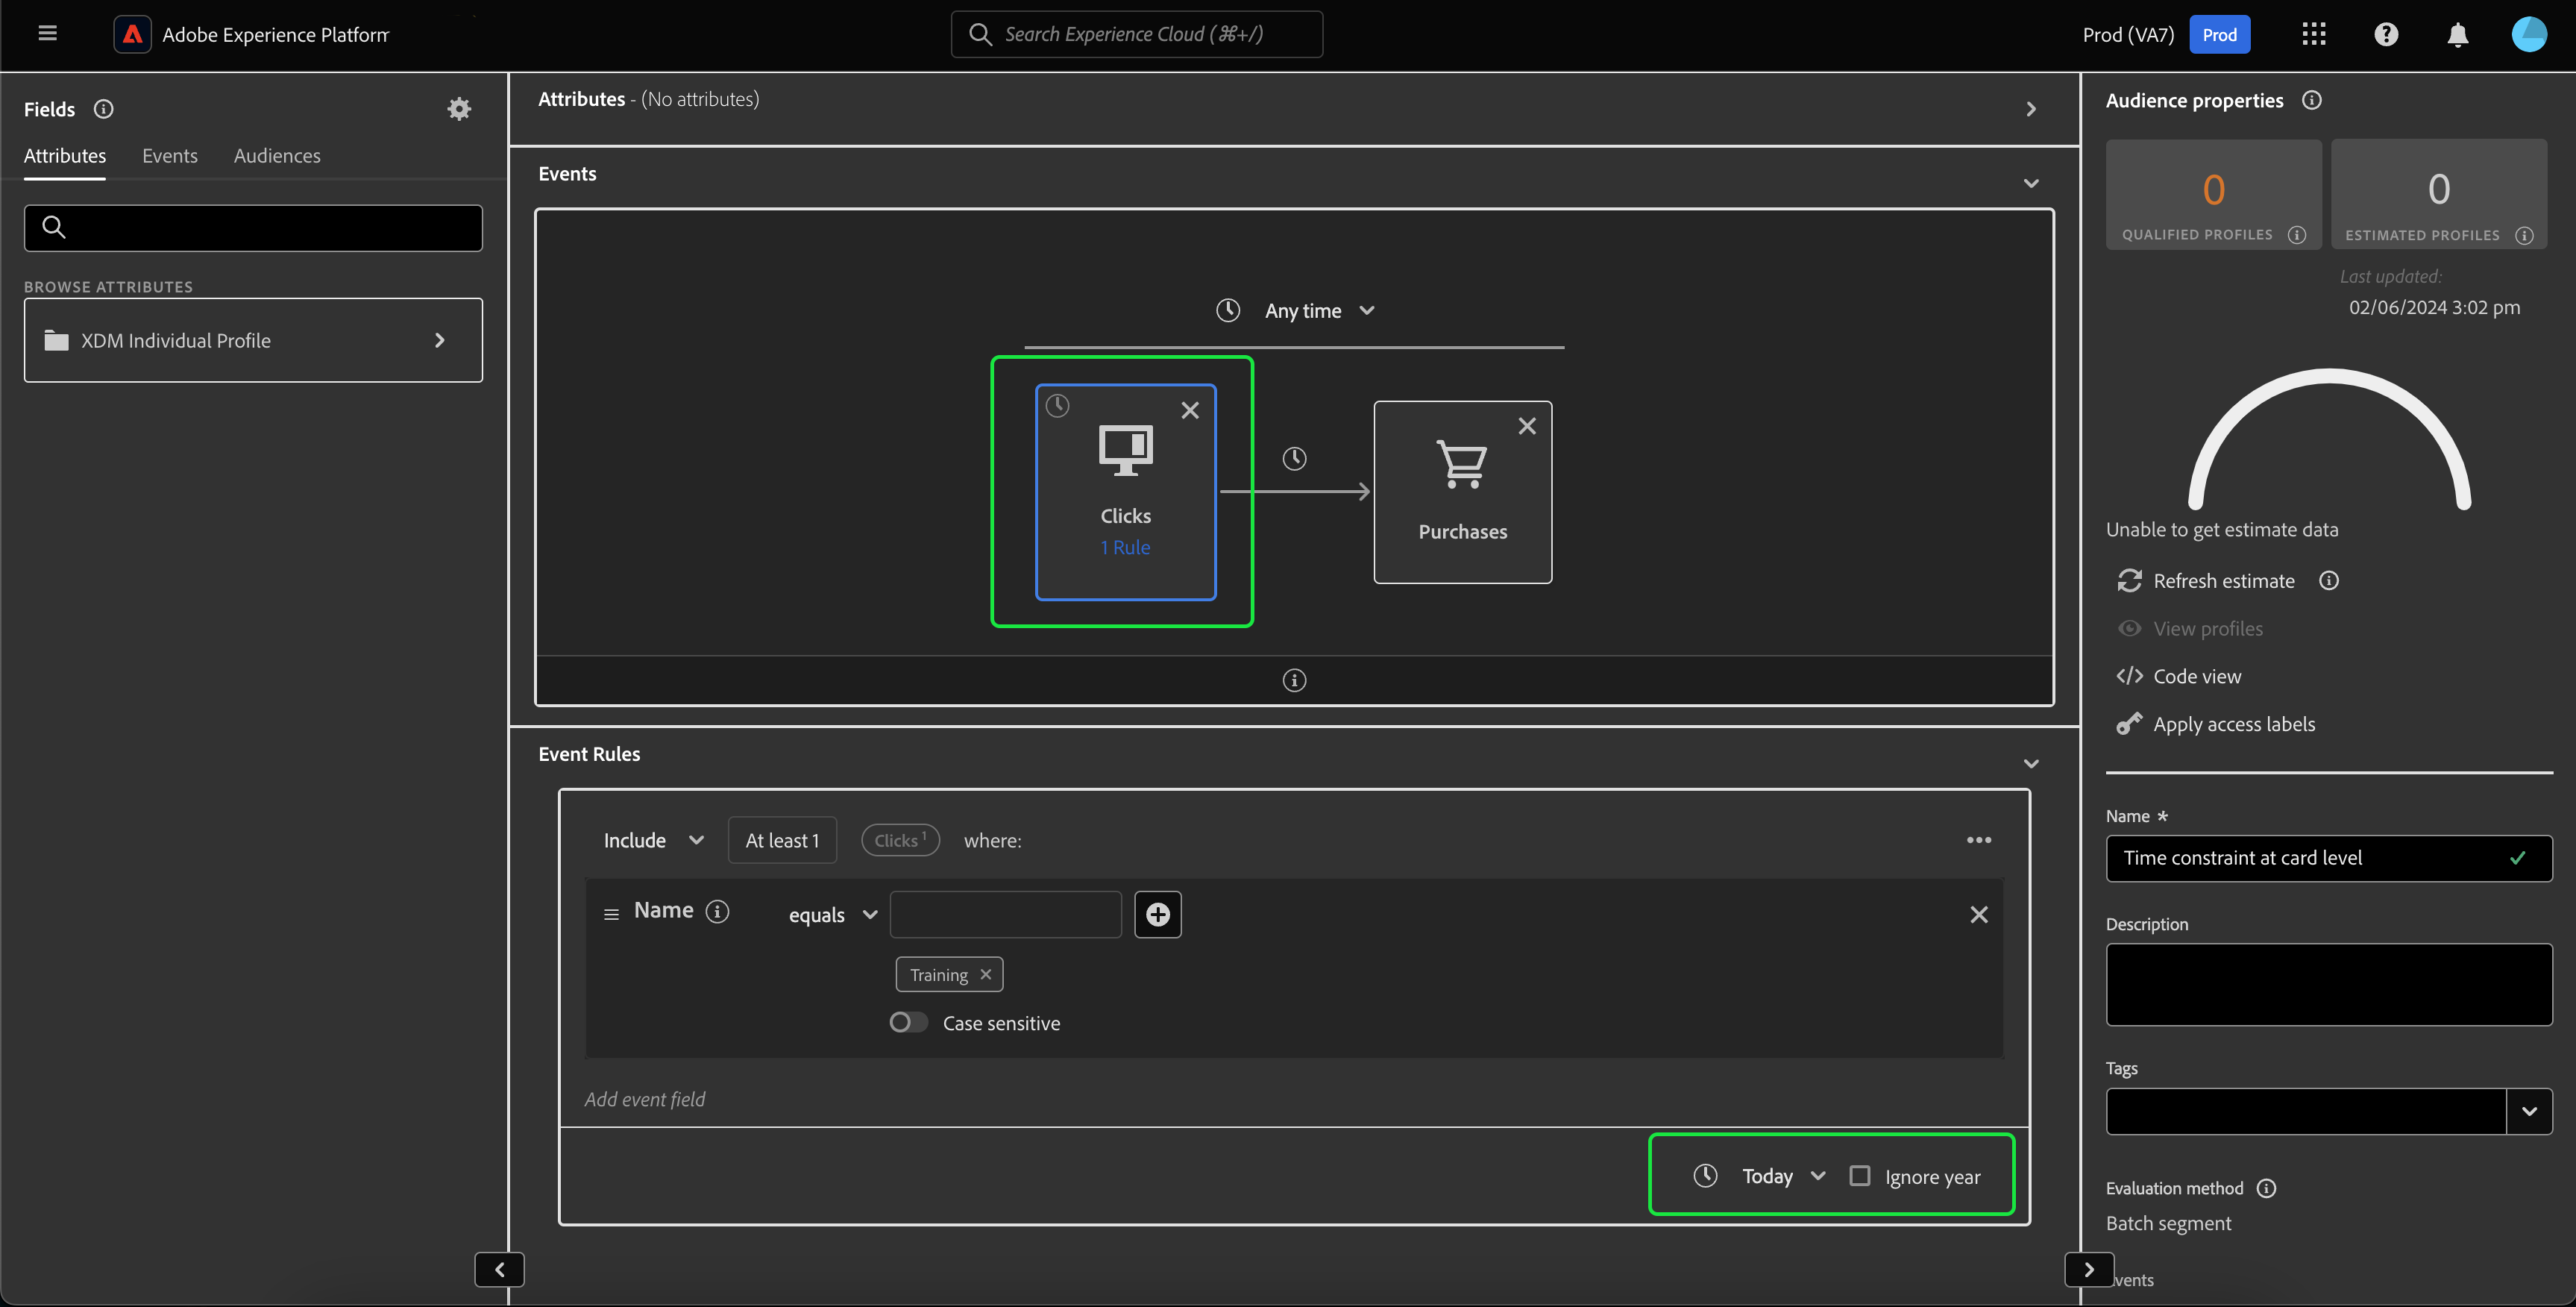 Adobe Experience Platform
Search Experience Cloud (⌘+/)
Prod (VA7)
Prod
Fields
Attributes
Events
Audiences
BROWSE ATTRIBUTES
XDM Individual Profile
Attributes - (No attributes)
Events
Any time
Clicks
1 Rule
Purchases
Event Rules
Include
At least 1
Clicks 1
where:
Name
equals
Training
Case sensitive
Add event field
Today
Ignore year
Audience properties
0
QUALIFIED PROFILES
0
ESTIMATED PROFILES
Last updated:
02/06/2024 3:02 pm
Unable to get estimate data
Refresh estimate
View profiles
Code view
Apply access labels
Name *
Time constraint at card level
Description
Tags
Evaluation method
Batch segment
vents